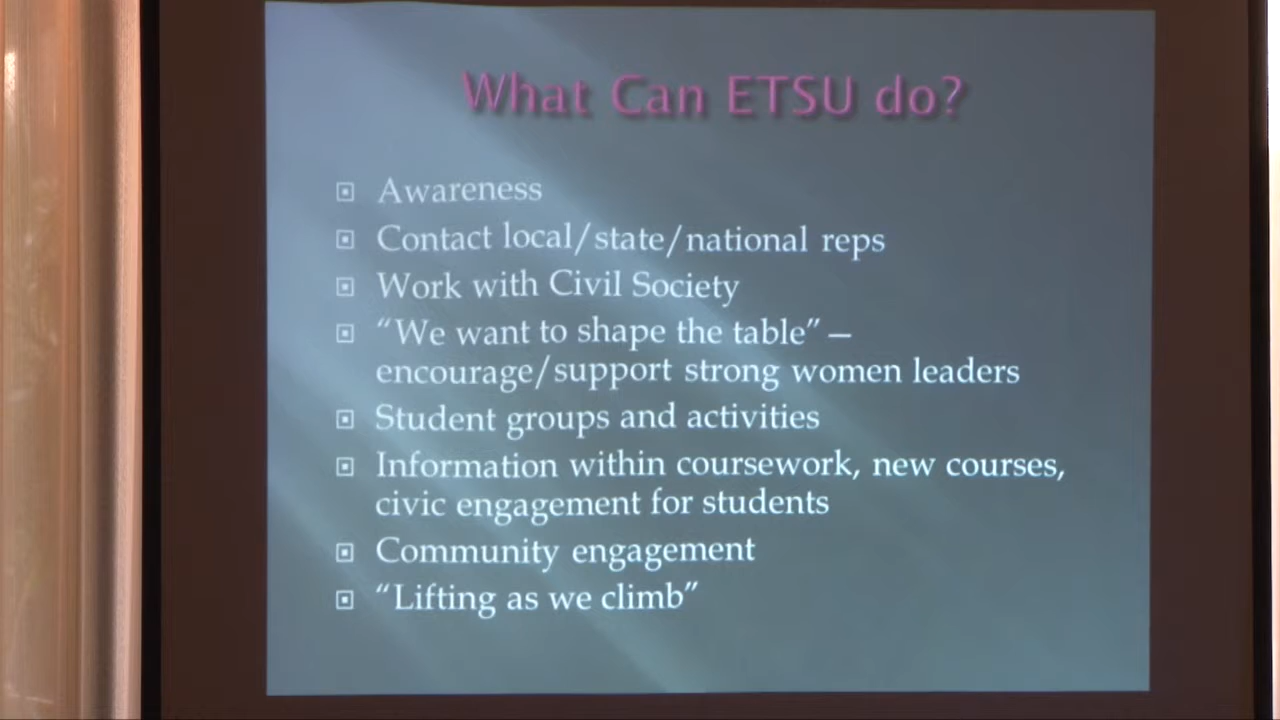 What Can ETSU do?
Awareness
Contact local/state/national reps
Work with Civil Society
“We want to shape the table” –
encourage/support strong women leaders
Student groups and activities
Information within coursework, new courses,
civic engagement for students
Community engagement
“Lifting as we climb”